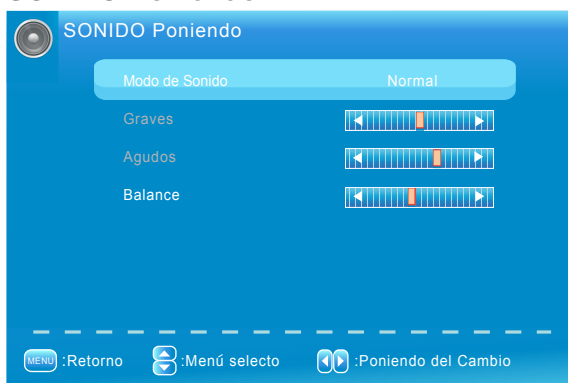 SONIDO Poniendo
Modo de Sonido Normal
Graves
Agudos
Balance
MENU :Retorno :Menú selecto :Poniendo del Cambio